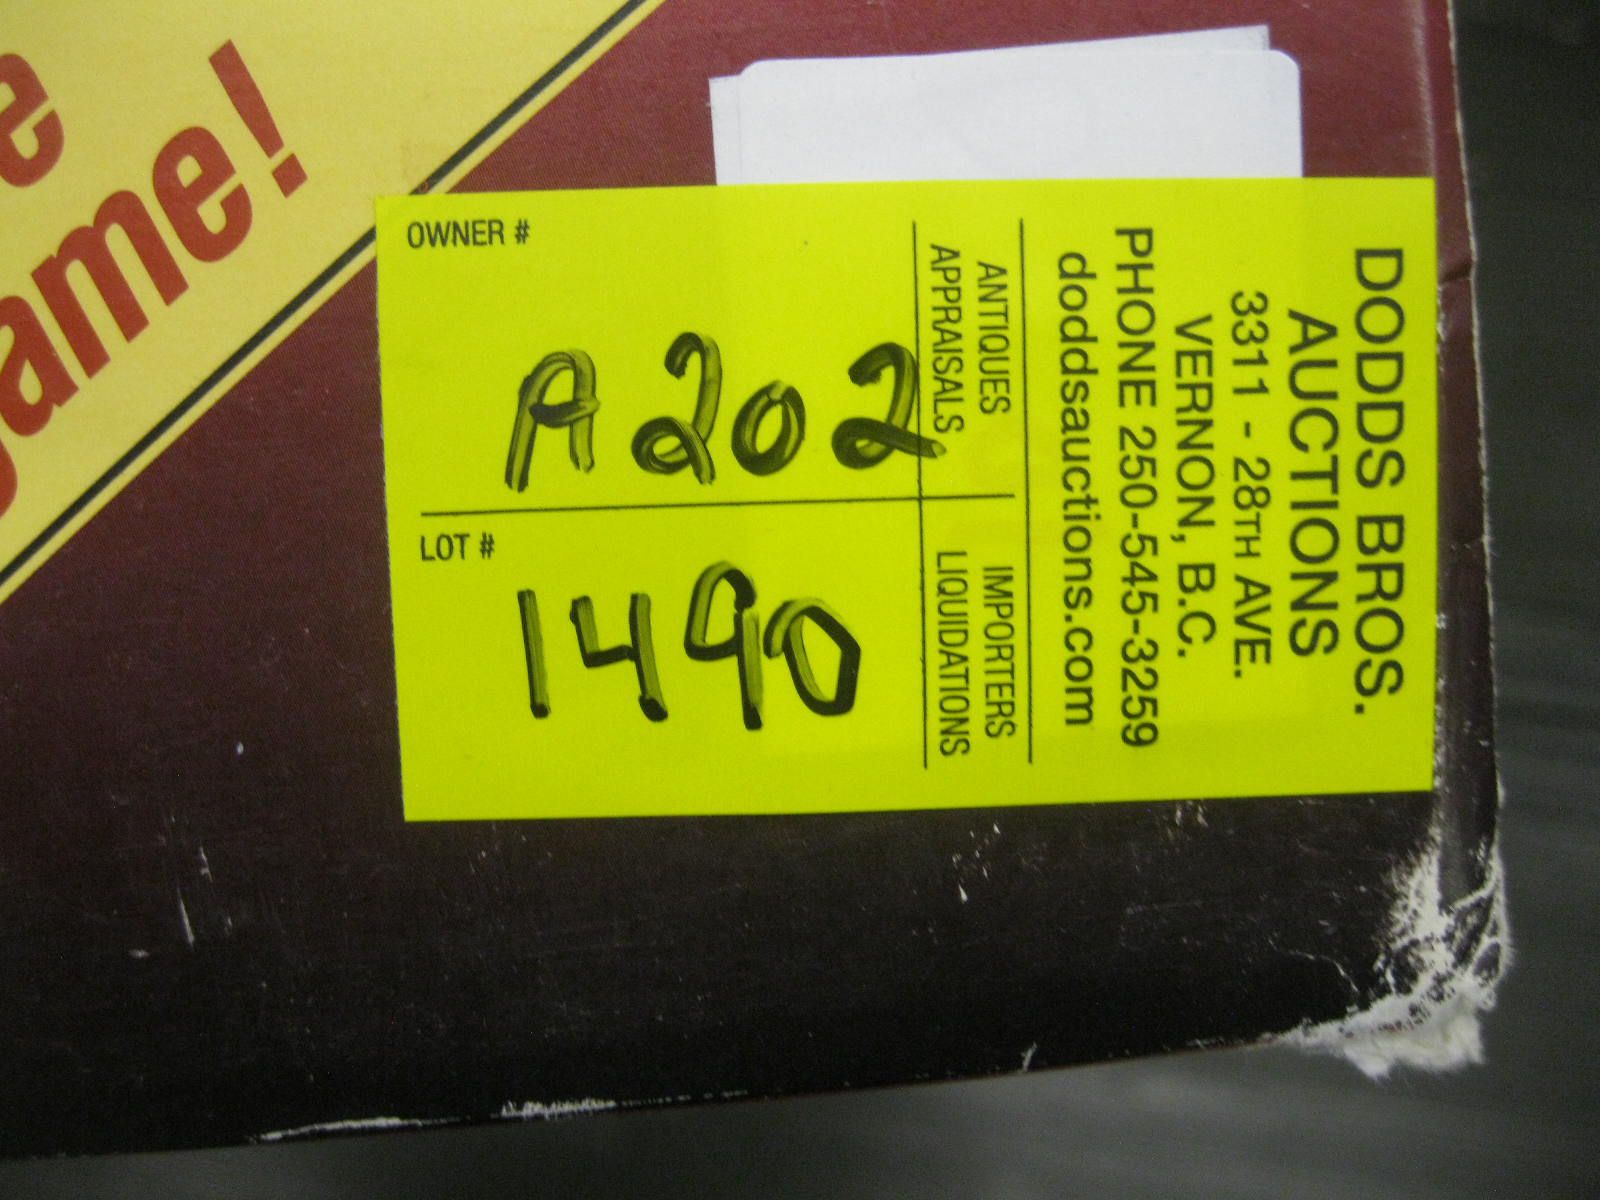 e
game!
OWNER #
A202
LOT #
1490
ANTIQUES
APPRAISALS
IMPORTERS
LIQUIDATIONS
DODDS BROS.
AUCTIONS
3311 - 28TH AVE.
VERNON, B.C.
PHONE 250-545-3259
doddsauctions.com